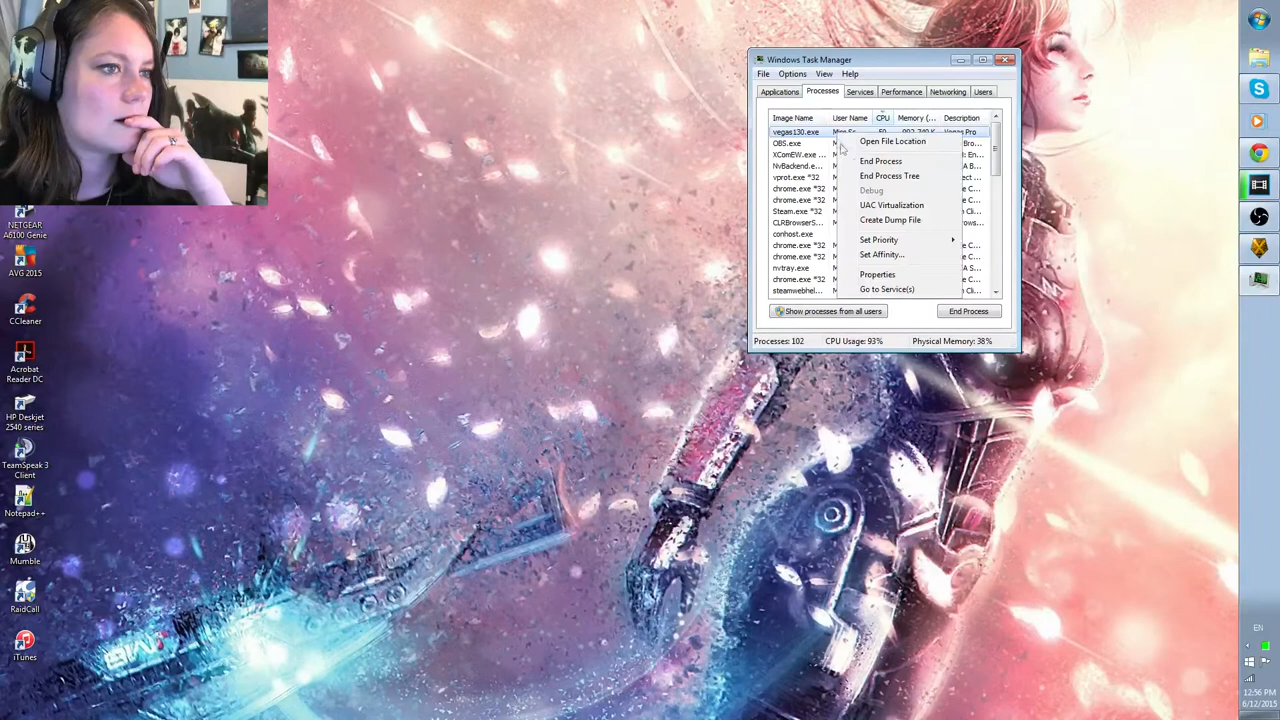 Windows Task Manager
File Options View Help
Applications Processes Services Performance Networking Users
Image Name User Name CPU Memory (... Description
vegas130.exe Vegas Pro
OBS.exe
XComEW.exe ...
NvBackend.e...
vprot.exe *32
chrome.exe *32
chrome.exe *32
Steam.exe *32
CLRBrowserS...
conhost.exe
chrome.exe *32
chrome.exe *32
nvtray.exe
chrome.exe *32
steamwebhel...
Open File Location
End Process
End Process Tree
Debug
UAC Virtualization
Create Dump File
Set Priority
Set Affinity...
Properties
Go to Service(s)
Show processes from all users End Process
Processes: 102 CPU Usage: 93% Physical Memory: 38%
NETGEAR
A6100 Genie
AVG 2015
CCleaner
Acrobat
Reader DC
HP Deskjet
2540 series
TeamSpeak 3
Client
Notepad++
Mumble
RaidCall
iTunes
EN
12:56 PM
6/12/2015